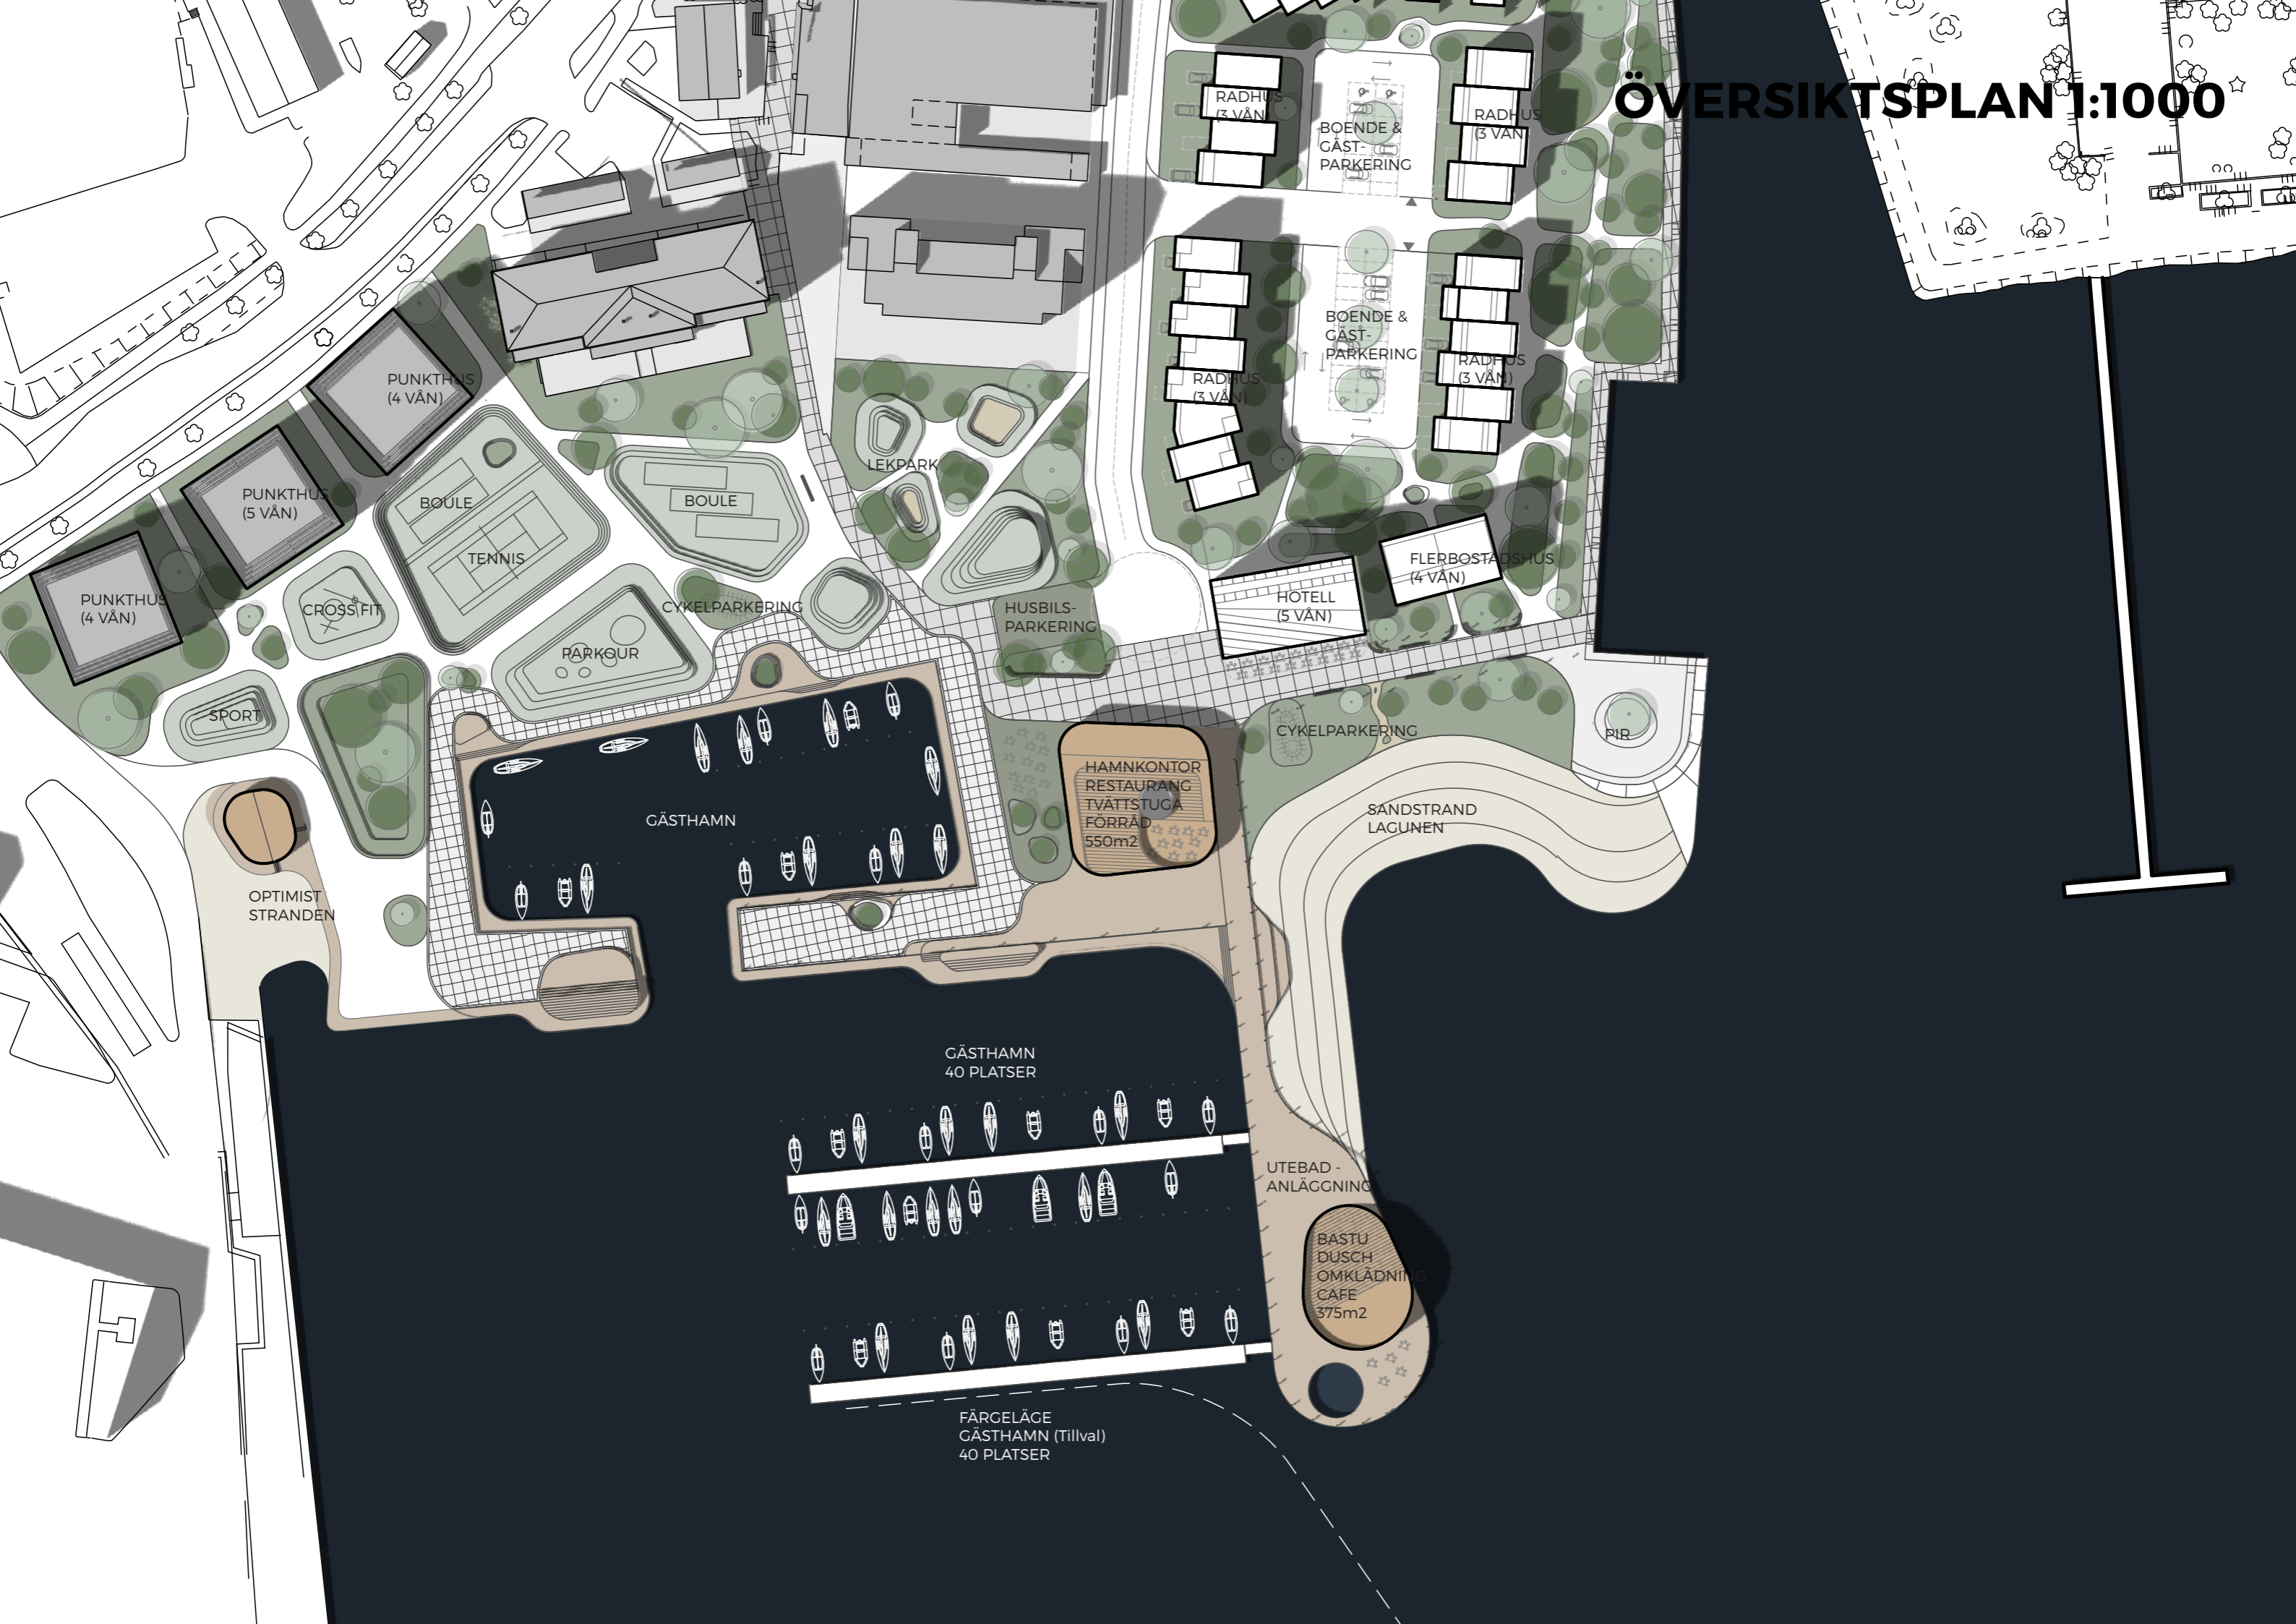 ÖVERSIKTSPLAN 1:1000
RADHUS
(3 VÅN)
BOENDE &
GÄST-
PARKERING
RADHUS
(3 VÅN)
BOENDE &
GÄST-
PARKERING
RADHUS
(3 VÅN)
RADHUS
(3 VÅN)
PUNKTHUS
(4 VÅN)
PUNKTHUS
(5 VÅN)
PUNKTHUS
(4 VÅN)
BOULE
BOULE
TENNIS
LEKPARK
CROSS FIT
CYKELPARKERING
PARKOUR
SPORT
HUSBILS-
PARKERING
HOTELL
(5 VÅN)
FLERBOSTADSHUS
(4 VÅN)
CYKELPARKERING
PIR
HAMNKONTOR
RESTAURANG
TVÄTTSTUGA
FÖRRÅD
550m2
SANDSTRAND
LAGUNEN
GÄSTHAMN
OPTIMIST
STRANDEN
GÄSTHAMN
40 PLATSER
UTEBAD -
ANLÄGGNING
BASTU
DUSCH
OMKLÄDNING
CAFE
375m2
FÄRGELÄGE
GÄSTHAMN (Tillval)
40 PLATSER